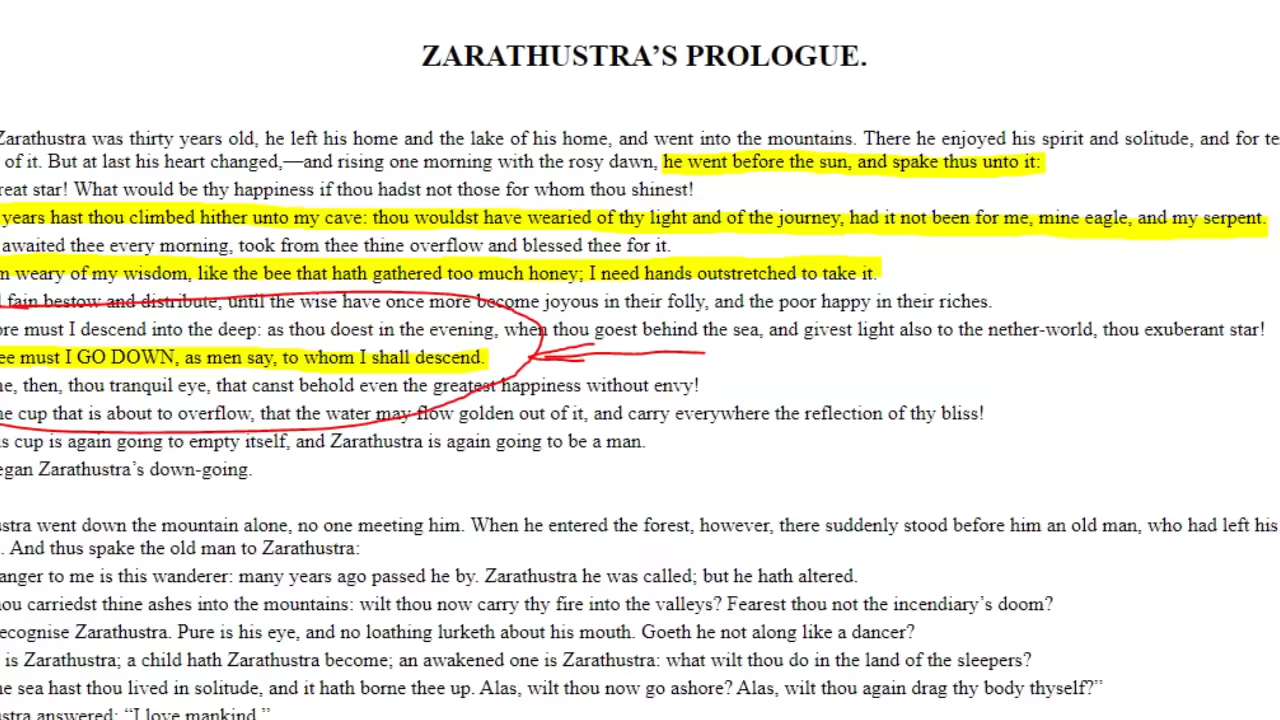 ZARATHUSTRA’S PROLOGUE.
Zarathustra was thirty years old, he left his home and the lake of his home, and went into the mountains. There he enjoyed his spirit and solitude, and for
of it. But at last his heart changed,—and rising one morning with the rosy dawn, he went before the sun, and spake thus unto it:
star! What would be thy happiness if thou hadst not those for whom thou shinest!
years hast thou climbed hither unto my cave: thou wouldst have wearied of thy light and of the journey, had it not been for me, mine eagle, and my serpent.
awaited thee every morning, took from thee thine overflow and blessed thee for it.
weary of my wisdom, like the bee that hath gathered too much honey; I need hands outstretched to take it.
fain bestow and distribute, until the wise have once more become joyous in their folly, and the poor happy in their riches.
must I descend into the deep: as thou doest in the evening, when thou goest behind the sea, and givest light also to the nether-world, thou exuberant star!
must I GO DOWN, as men say, to whom I shall descend.
then, thou tranquil eye, that canst behold even the greatest happiness without envy!
cup that is about to overflow, that the water may flow golden out of it, and carry everywhere the reflection of thy bliss!
cup is again going to empty itself, and Zarathustra is again going to be a man.
Zarathustra’s down-going.
went down the mountain alone, no one meeting him. When he entered the forest, however, there suddenly stood before him an old man, who had left his
. And thus spake the old man to Zarathustra:
to me is this wanderer: many years ago passed he by. Zarathustra he was called; but he hath altered.
carriedst thine ashes into the mountains: wilt thou now carry thy fire into the valleys? Fearest thou not the incendiary’s doom?
recognise Zarathustra. Pure is his eye, and no loathing lurketh about his mouth. Goeth he not along like a dancer?
is Zarathustra; a child hath Zarathustra become; an awakened one is Zarathustra: what wilt thou do in the land of the sleepers?
sea hast thou lived in solitude, and it hath borne thee up. Alas, wilt thou now go ashore? Alas, wilt thou again drag thy body thyself?”
answered: “I love mankind.”